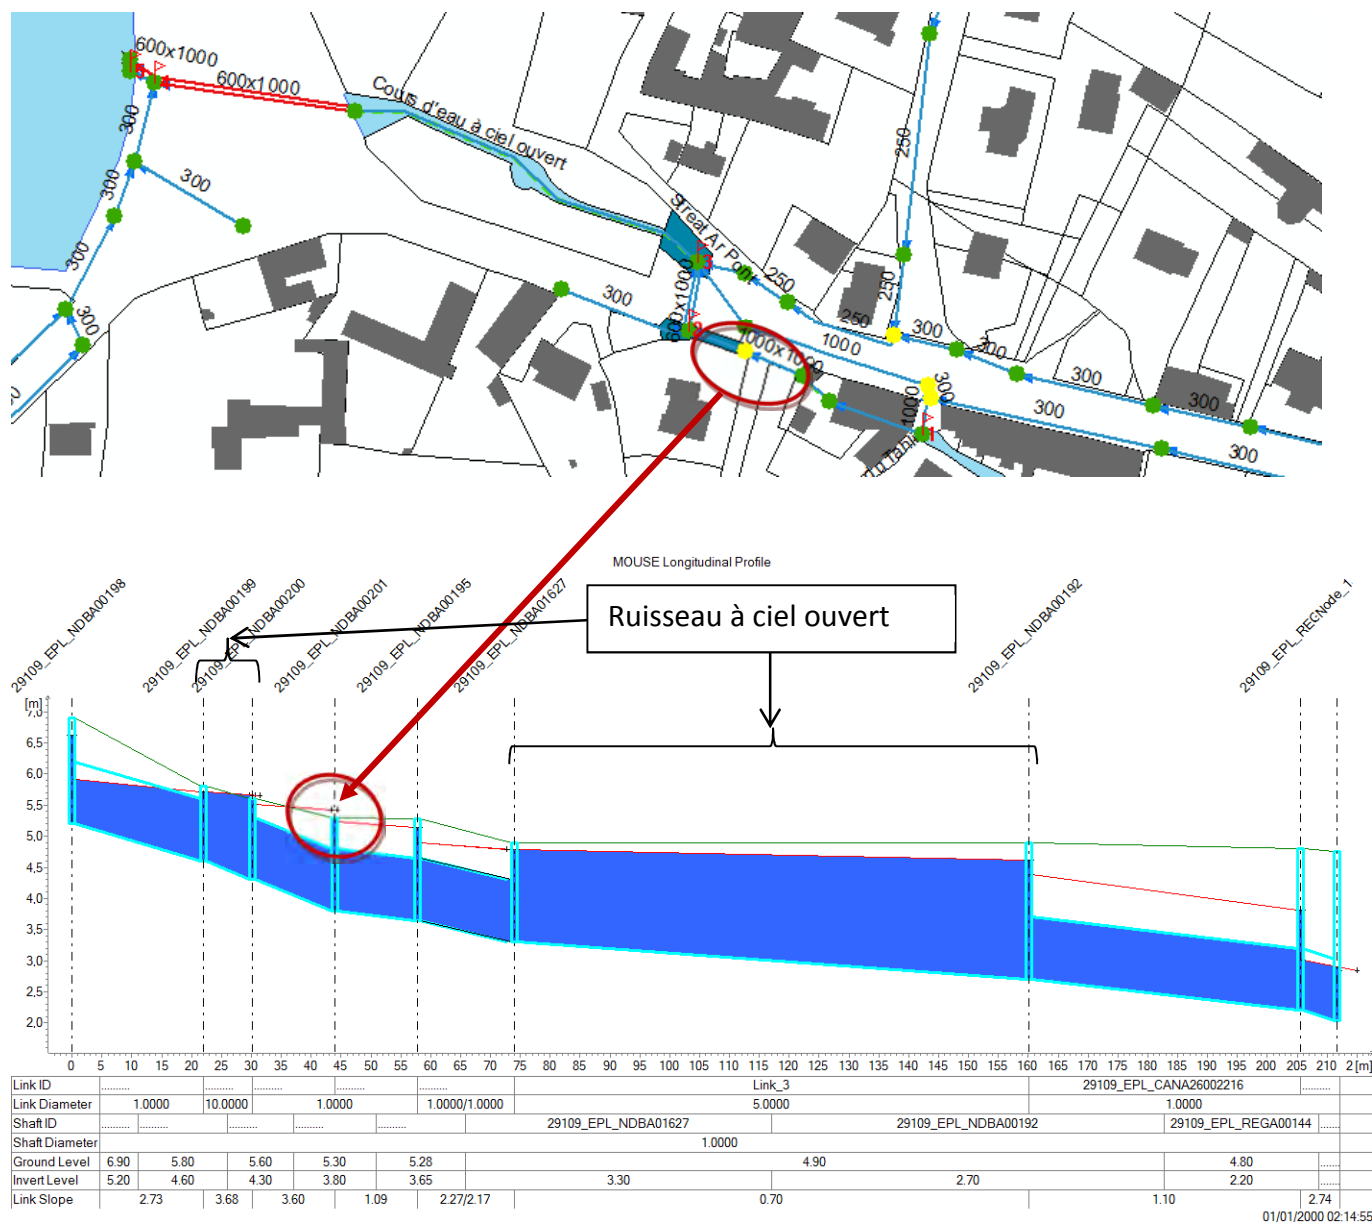 600x1000
600x1000
Cours d'eau à ciel ouvert
300
300
300
300
300
250
250
250
Streat Ar Pont
600x1000
300
1000x1000
1000
300
300
300
300
300
300
300
300
1000
MOUSE Longitudinal Profile
Ruisseau à ciel ouvert
29109_EPL_NDBA00198
29109_EPL_NDBA00199
29109_EPL_NDBA00200
29109_EPL_NDBA00201
29109_EPL_NDBA00195
29109_EPL_NDBA01627
29109_EPL_NDBA00192
29109_EPL_REGNode_1
[m]
7,0
6,5
6,0
5,5
5,0
4,5
4,0
3,5
3,0
2,5
2,0
0 5 10 15 20 25 30 35 40 45 50 55 60 65 70 75 80 85 90 95 100 105 110 115 120 125 130 135 140 145 150 155 160 165 170 175 180 185 190 195 200 205 210 2 [m]
Link ID .......... .......... .......... .......... .......... Link_3 29109_EPL_CANA26002216 ..........
Link Diameter 1.0000 10.0000 1.0000 1.0000/1.0000 5.0000 1.0000
Shaft ID .......... .......... .......... .......... .......... 29109_EPL_NDBA01627 29109_EPL_NDBA00192 29109_EPL_REGA00144 ......
Shaft Diameter 1.0000
Ground Level 6.90 5.80 5.60 5.30 5.28 4.90 4.80 ......
Invert Level 5.20 4.60 4.30 3.80 3.65 3.30 2.70 2.20 ......
Link Slope 2.73 3.68 3.60 1.09 2.27/2.17 0.70 1.10 2.74
01/01/2000 02:14:55